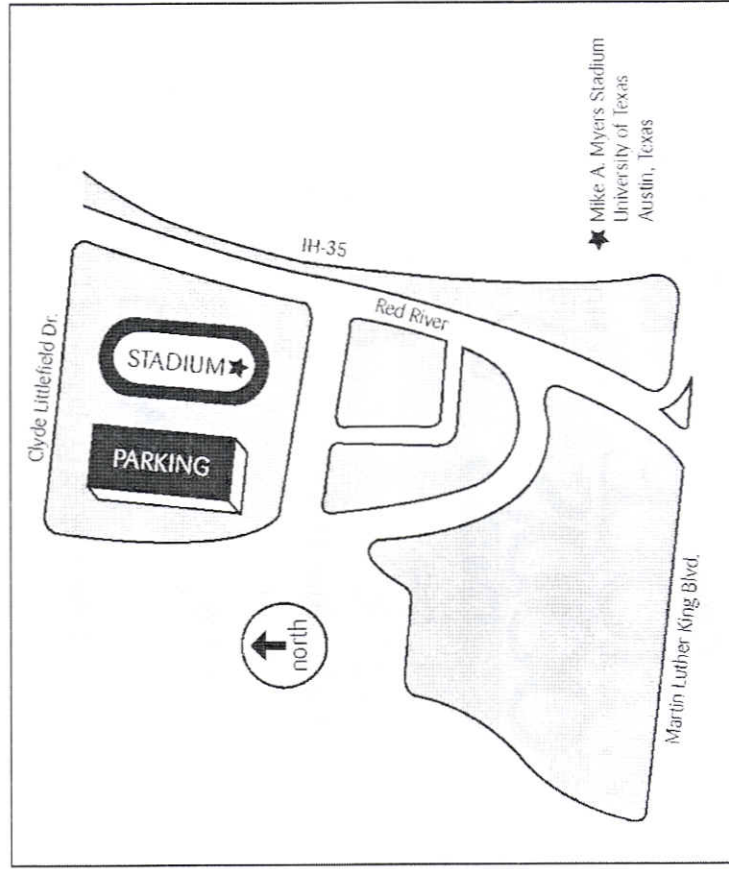 Clyde Littlefield Dr.
STADIUM
PARKING
IH-35
Red River
north
Mike A. Myers Stadium
University of Texas
Austin, Texas
Martin Luther King Blvd.